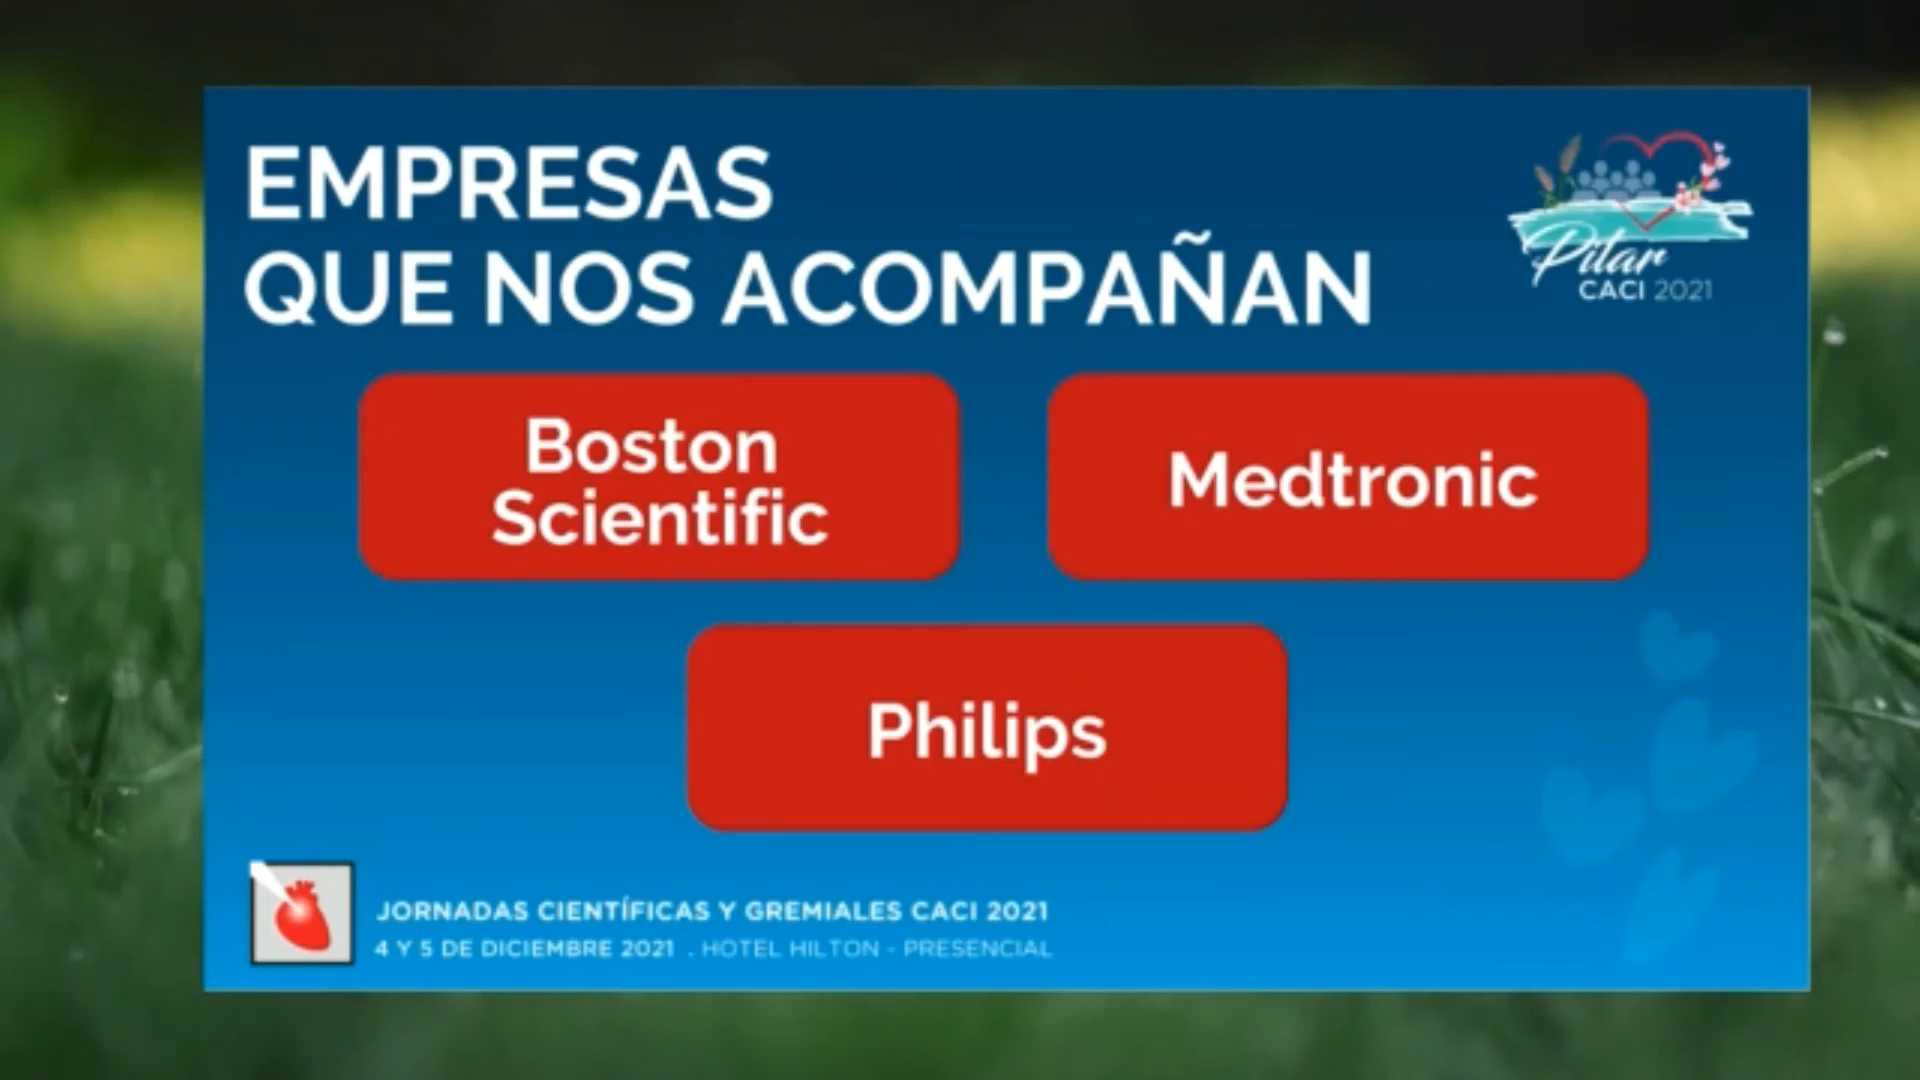 EMPRESAS
QUE NOS ACOMPAÑAN
Pilar
CACI 2021
Boston
Scientific
Medtronic
Philips
JORNADAS CIENTÍFICAS Y GREMIALES CACI 2021
4 Y 5 DE DICIEMBRE 2021 . HOTEL HILTON - PRESENCIAL